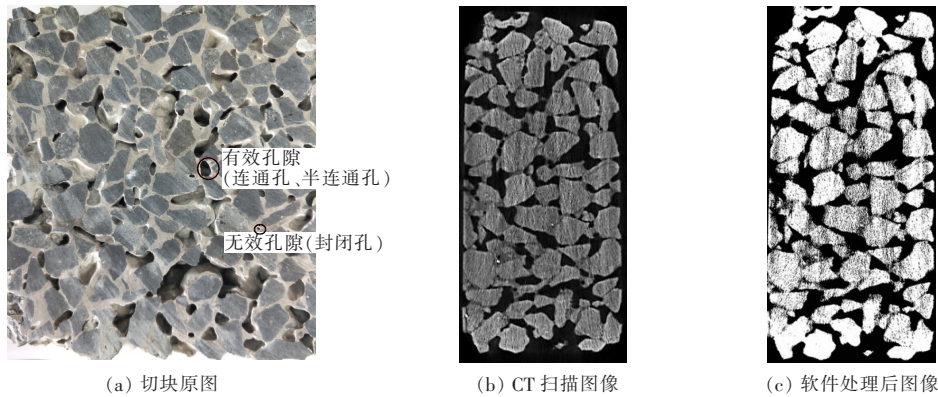 有效孔隙
(连通孔、半连通孔)
无效孔隙(封闭孔)
(a) 切块原图
(b) CT 扫描图像
(c) 软件处理后图像